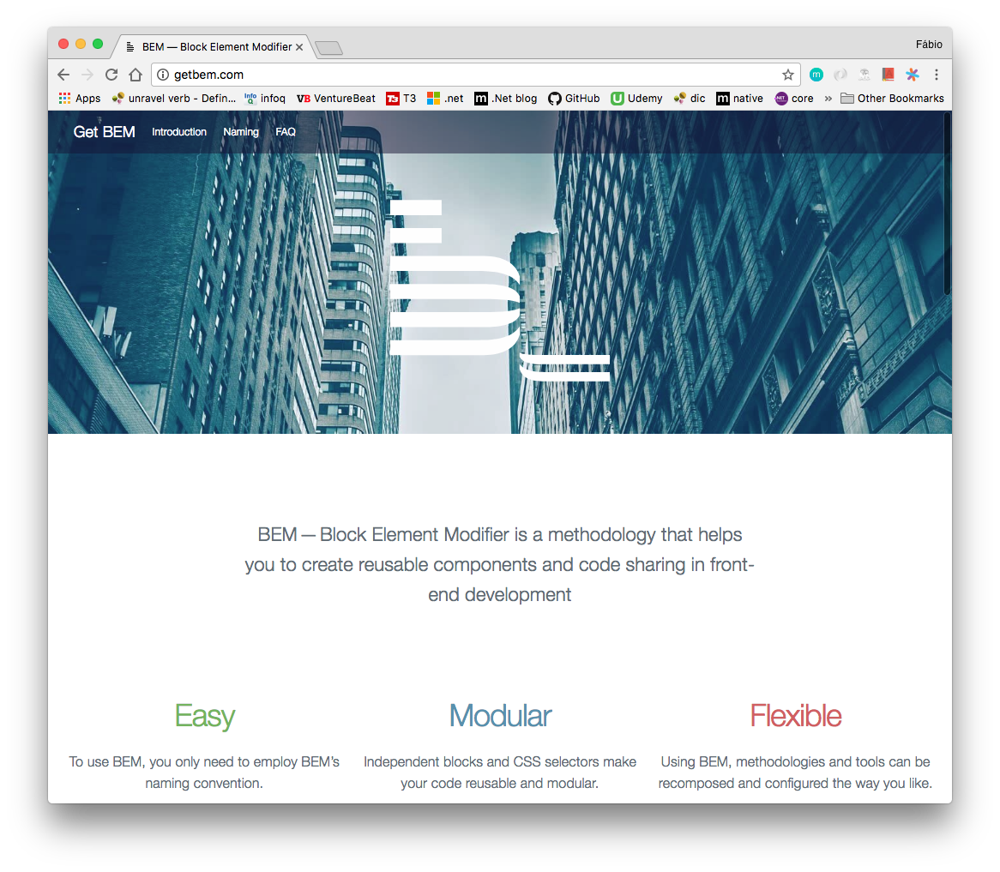 BEM — Block Element Modifier
Fábio
getbem.com
Apps unravel verb - Defin... infoq VentureBeat T3 .net .Net blog GitHub Udemy dic native core » Other Bookmarks
Get BEM Introduction Naming FAQ
BEM — Block Element Modifier is a methodology that helps
you to create reusable components and code sharing in front-
end development
Easy Modular Flexible
To use BEM, you only need to employ BEM’s Independent blocks and CSS selectors make Using BEM, methodologies and tools can be
naming convention. your code reusable and modular. recomposed and configured the way you like.